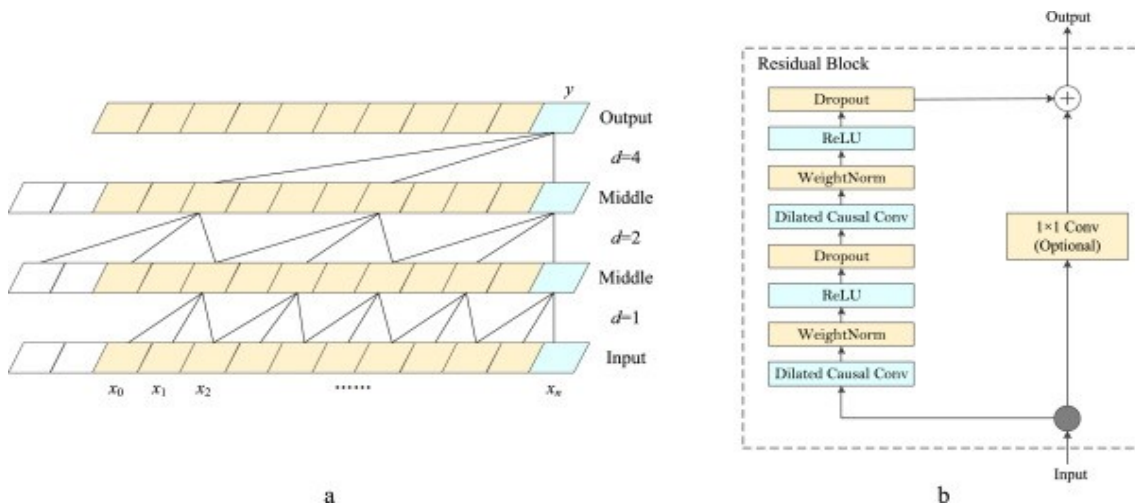 y
Output
d=4
Middle
d=2
Middle
d=1
Input
x₀ x₁ x₂ ...... xₙ
a
Output
Residual Block
Dropout
ReLU
WeightNorm
Dilated Causal Conv
Dropout
ReLU
WeightNorm
Dilated Causal Conv
+
1×1 Conv
(Optional)
Input
b